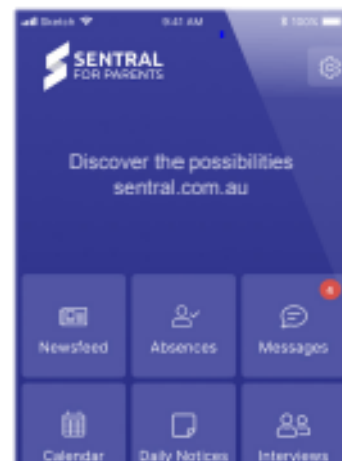 Sketch 9:41 AM 100%
SENTRAL
FOR PARENTS
Discover the possibilities
sentral.com.au
4
Newsfeed Absences Messages
Calendar Daily Notices Interviews